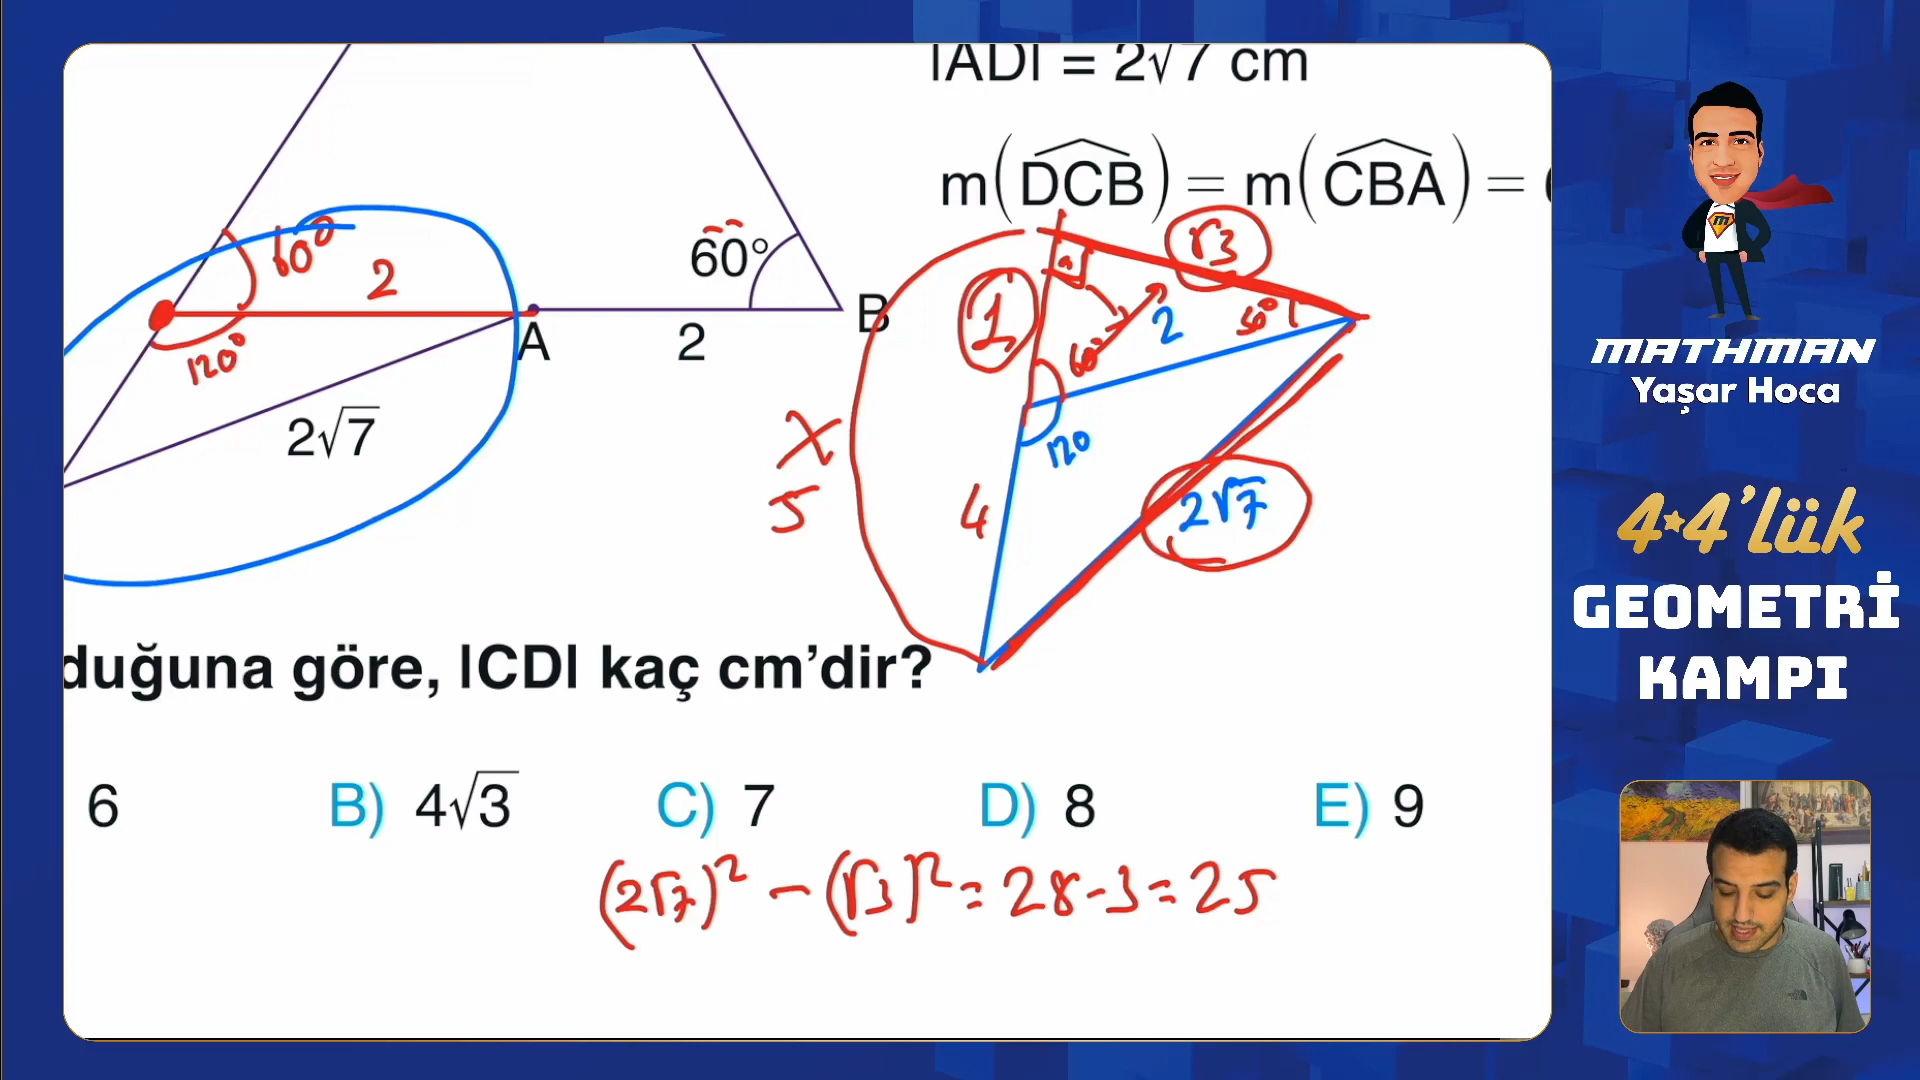 |AD| = 2√7 cm
m(DCB) = m(CBA) =
60°
2
60°
B
120°
A
2
2√7
√3
1
2
60°
120
x
5
4
2√7
duğuna göre, |CD| kaç cm'dir?
6 B) 4√3 C) 7 D) 8 E) 9
(2√7)² - (√3)² = 28 - 3 = 25
MATHMAN
Yaşar Hoca
4★4'lük
GEOMETRİ
KAMPI